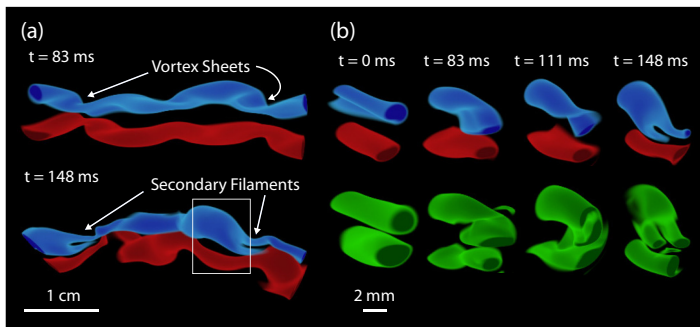 (a)
t = 83 ms
Vortex Sheets
t = 148 ms
Secondary Filaments
1 cm
(b)
t = 0 ms
t = 83 ms
t = 111 ms
t = 148 ms
2 mm